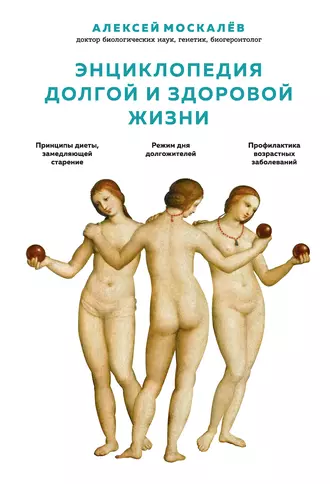 АЛЕКСЕЙ МОСКАЛЁВ
доктор биологических наук, генетик, биогеронтолог
ЭНЦИКЛОПЕДИЯ
ДОЛГОЙ И ЗДОРОВОЙ
ЖИЗНИ
Принципы диеты,
замедляющей
старение
Режим дня
долгожителей
Профилактика
возрастных
заболеваний